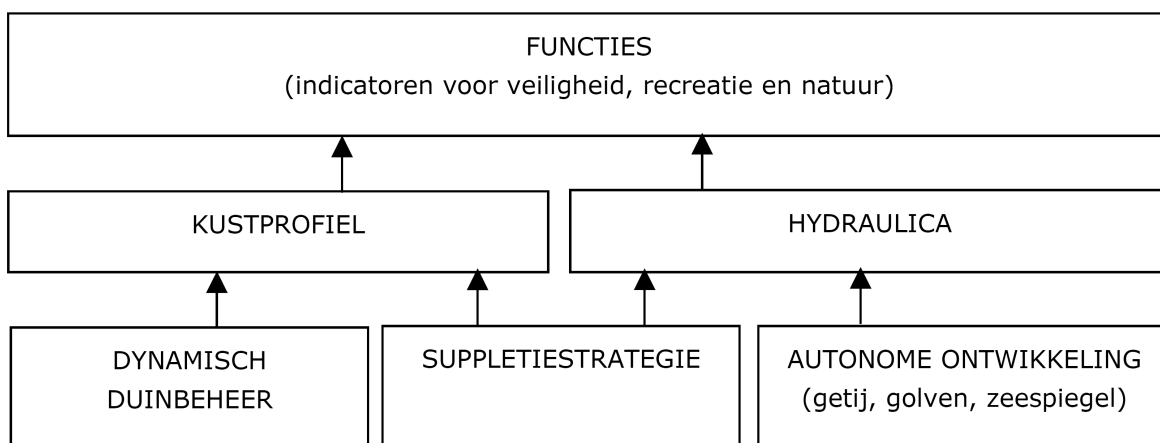 FUNCTIES
(indicatoren voor veiligheid, recreatie en natuur)
KUSTPROFIEL
HYDRAULICA
DYNAMISCH
DUINBEHEER
SUPPLETIESTRATEGIE
AUTONOME ONTWIKKELING
(getij, golven, zeespiegel)